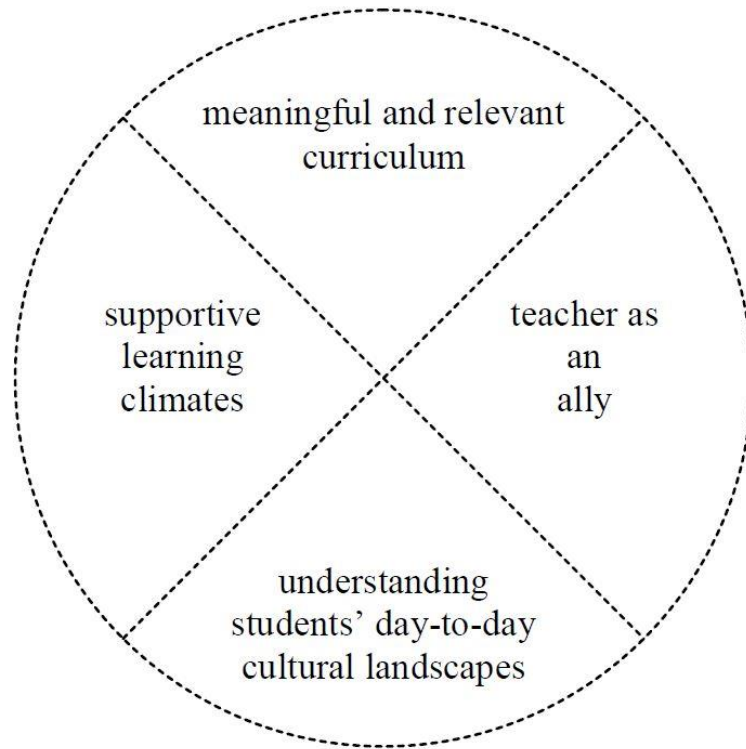 meaningful and relevant
curriculum
supportive
learning
climates
teacher as
an
ally
understanding
students’ day-to-day
cultural landscapes